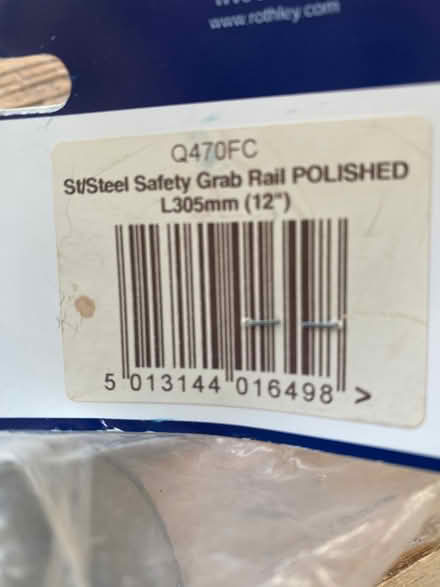 www.rothley.com
Q470FC
St/Steel Safety Grab Rail POLISHED
L305mm (12")
5 013144 016498 >